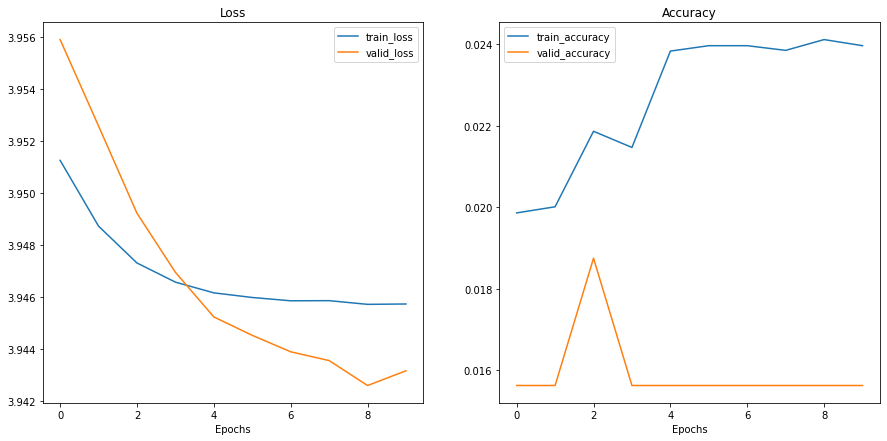 Loss
3.956
3.954
3.952
3.950
3.948
3.946
3.944
3.942
train_loss
valid_loss
0
2
4
6
8
Epochs
Accuracy
0.024
0.022
0.020
0.018
0.016
train_accuracy
valid_accuracy
0
2
4
6
8
Epochs